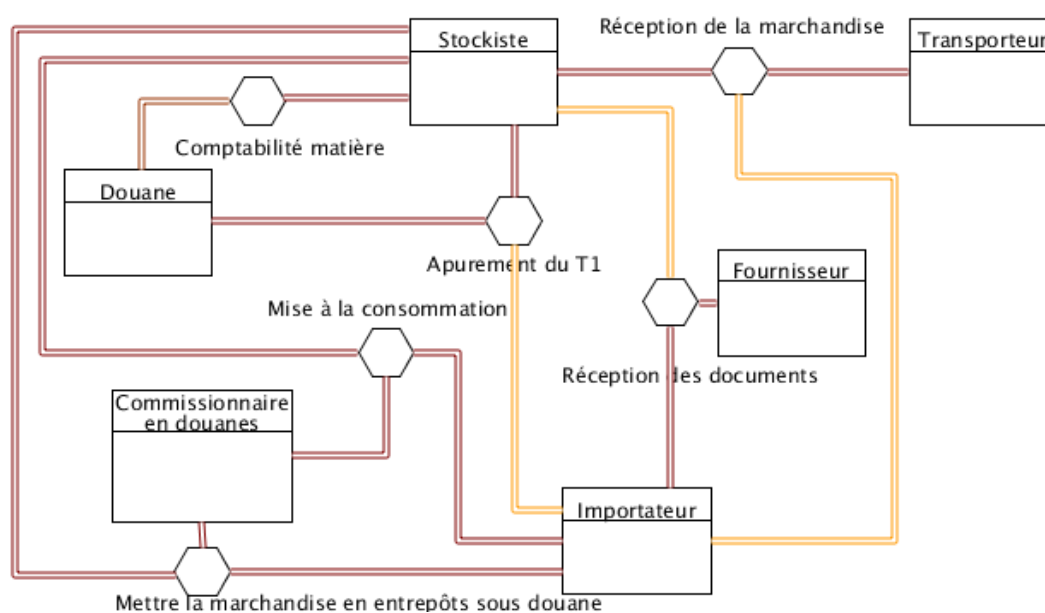 Stockiste
Réception de la marchandise
Transporteur
Comptabilité matière
Douane
Apurement du T1
Fournisseur
Mise à la consommation
Réception des documents
Commissionnaire
en douanes
Importateur
Mettre la marchandise en entrepôts sous douane